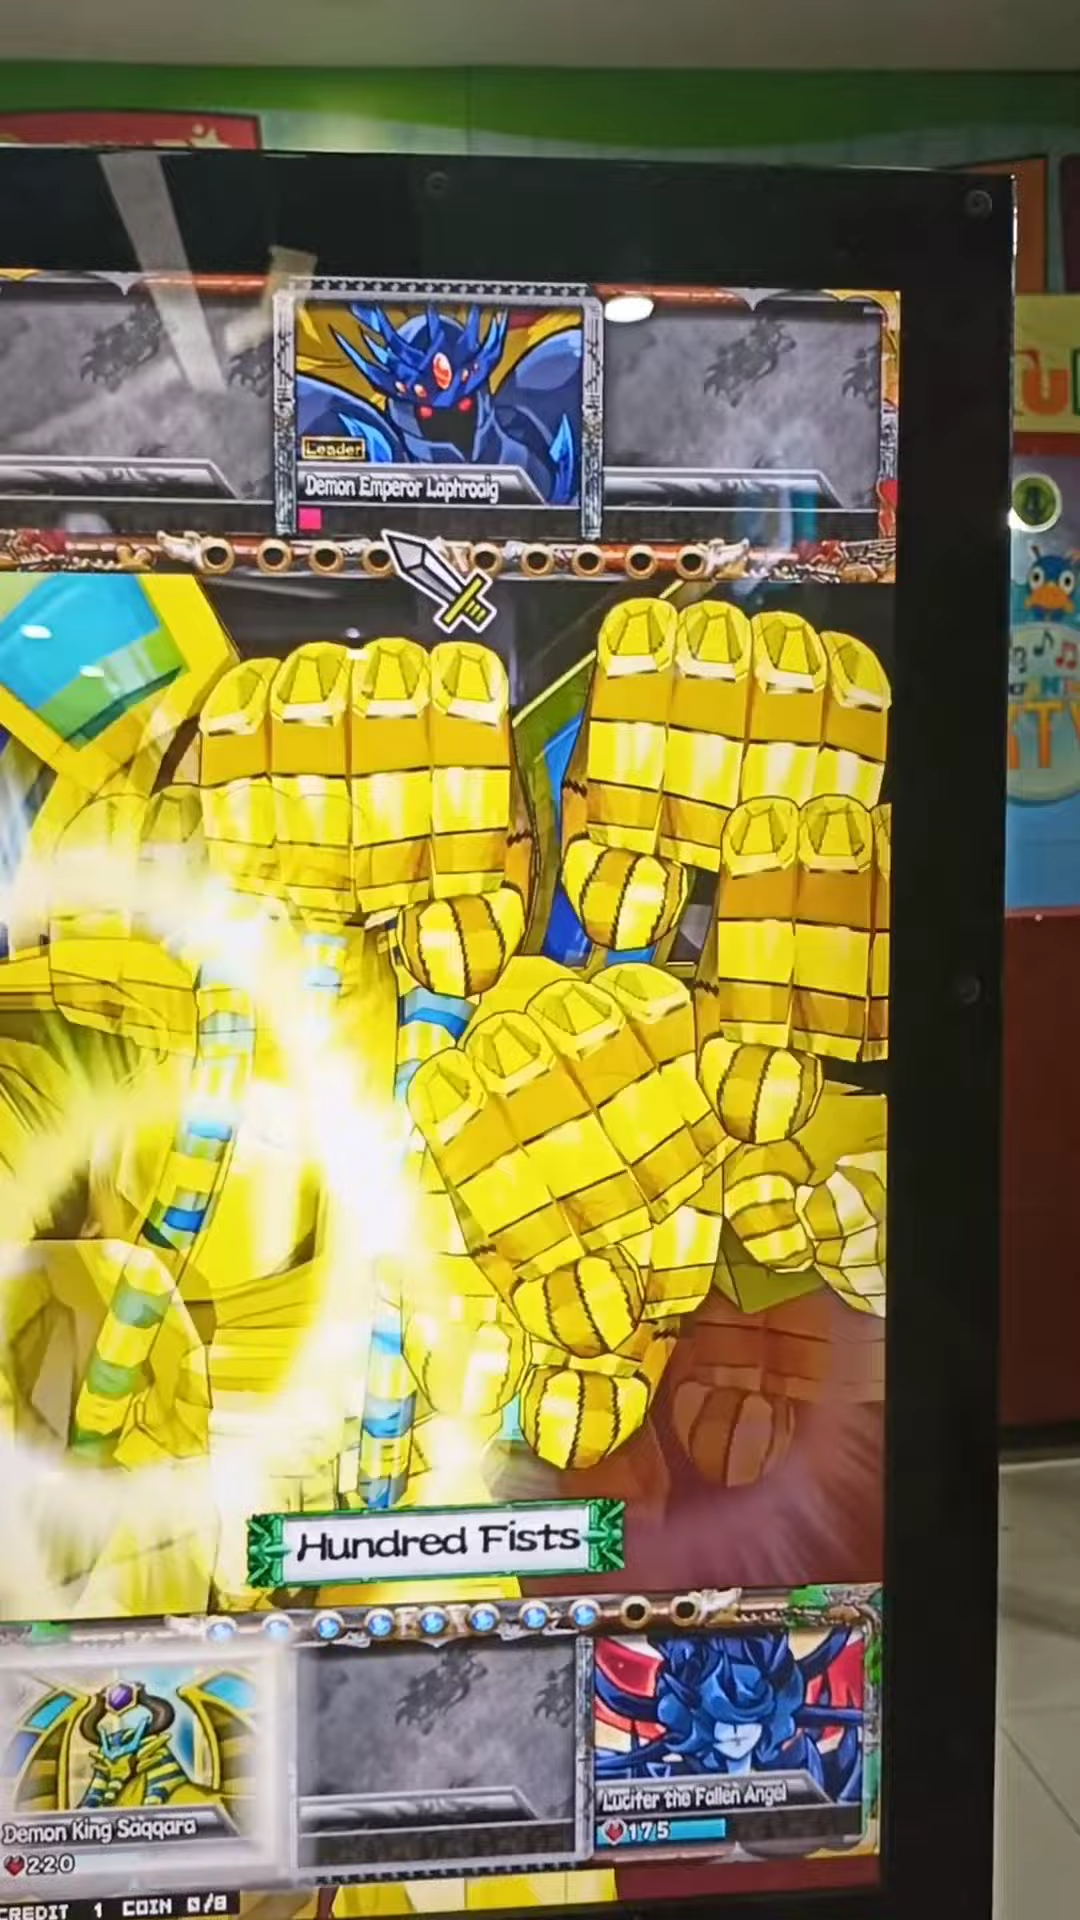 Leader
Demon Emperor Laphroaig
Hundred Fists
Demon King Saqqara
220
Lucifer the Fallen Angel
175
CREDIT 1 COIN 0/8